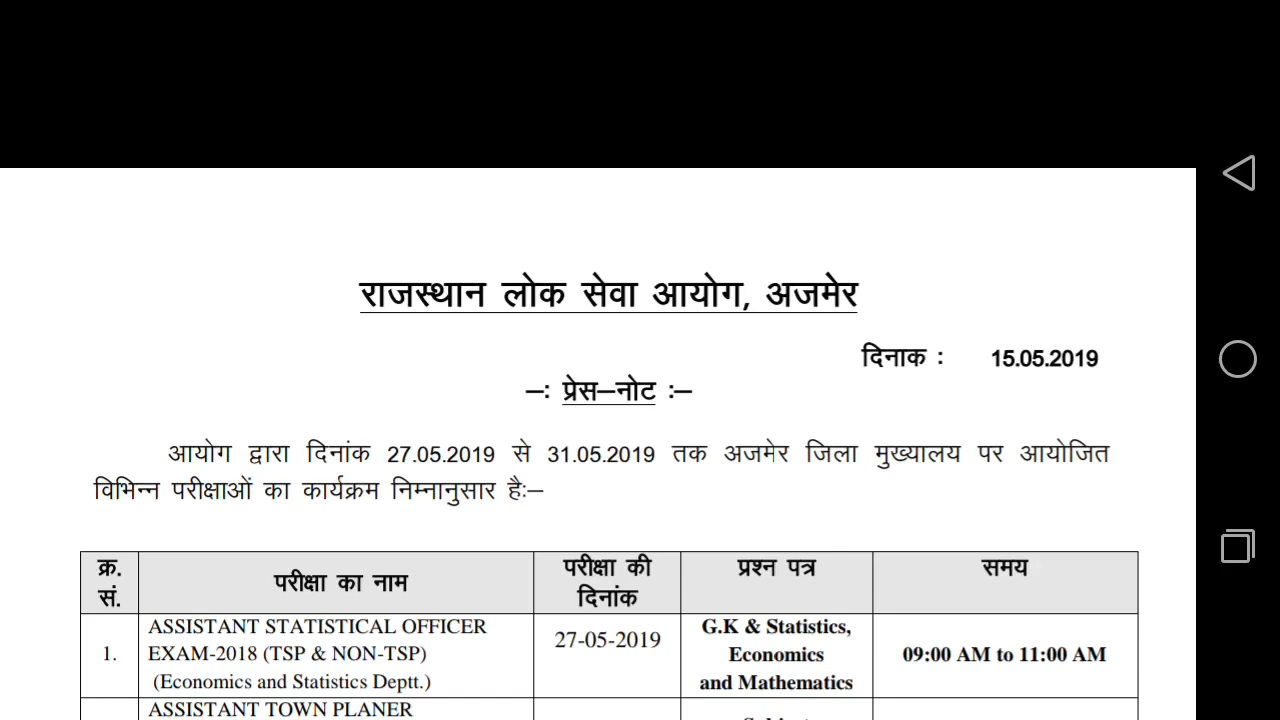 राजस्थान लोक सेवा आयोग, अजमेर
दिनाक : 15.05.2019
–: प्रेस–नोट :–
आयोग द्वारा दिनांक 27.05.2019 से 31.05.2019 तक अजमेर जिला मुख्यालय पर आयोजित
विभिन्न परीक्षाओं का कार्यक्रम निम्नानुसार है:–
क्र. सं. परीक्षा का नाम परीक्षा की दिनांक प्रश्न पत्र समय
1. ASSISTANT STATISTICAL OFFICER
EXAM-2018 (TSP & NON-TSP)
(Economics and Statistics Deptt.)
27-05-2019
G.K & Statistics,
Economics
and Mathematics
09:00 AM to 11:00 AM
ASSISTANT TOWN PLANER